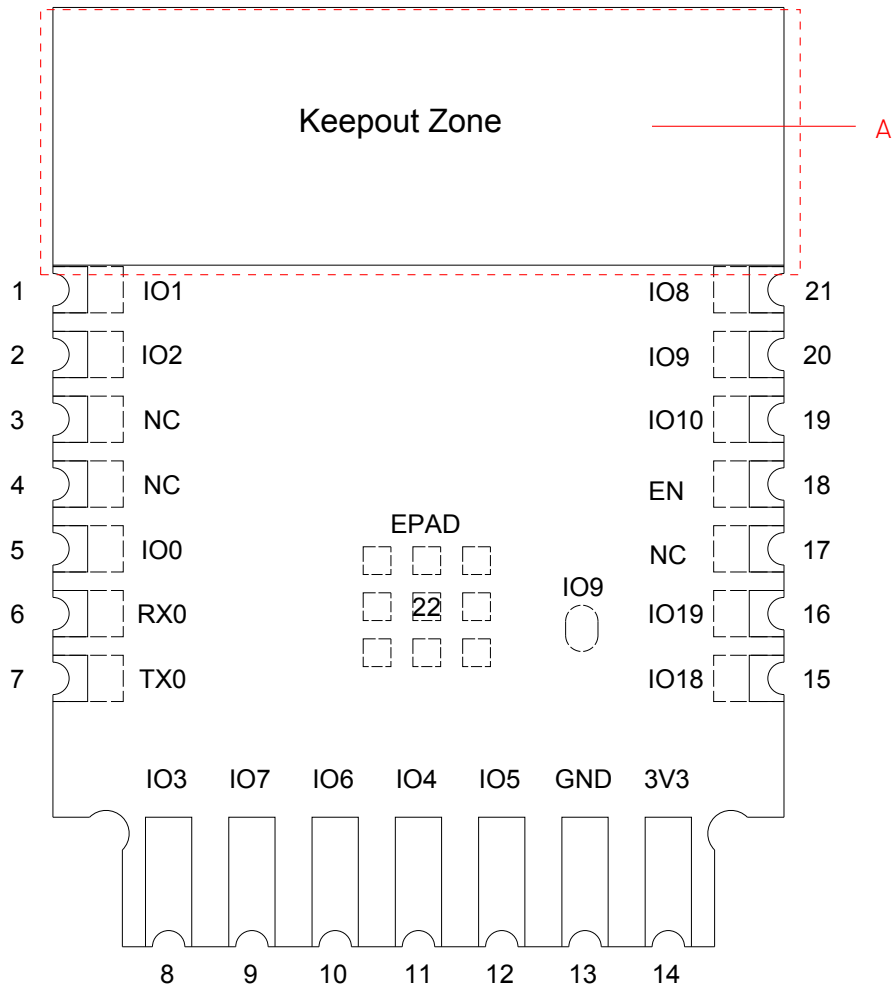 Keepout Zone
A
1 IO1 IO8 21
2 IO2 IO9 20
3 NC IO10 19
4 NC EN 18
5 IO0 NC 17
EPAD
6 RX0 22 IO9 IO19 16
7 TX0 IO18 15
IO3 IO7 IO6 IO4 IO5 GND 3V3
8 9 10 11 12 13 14